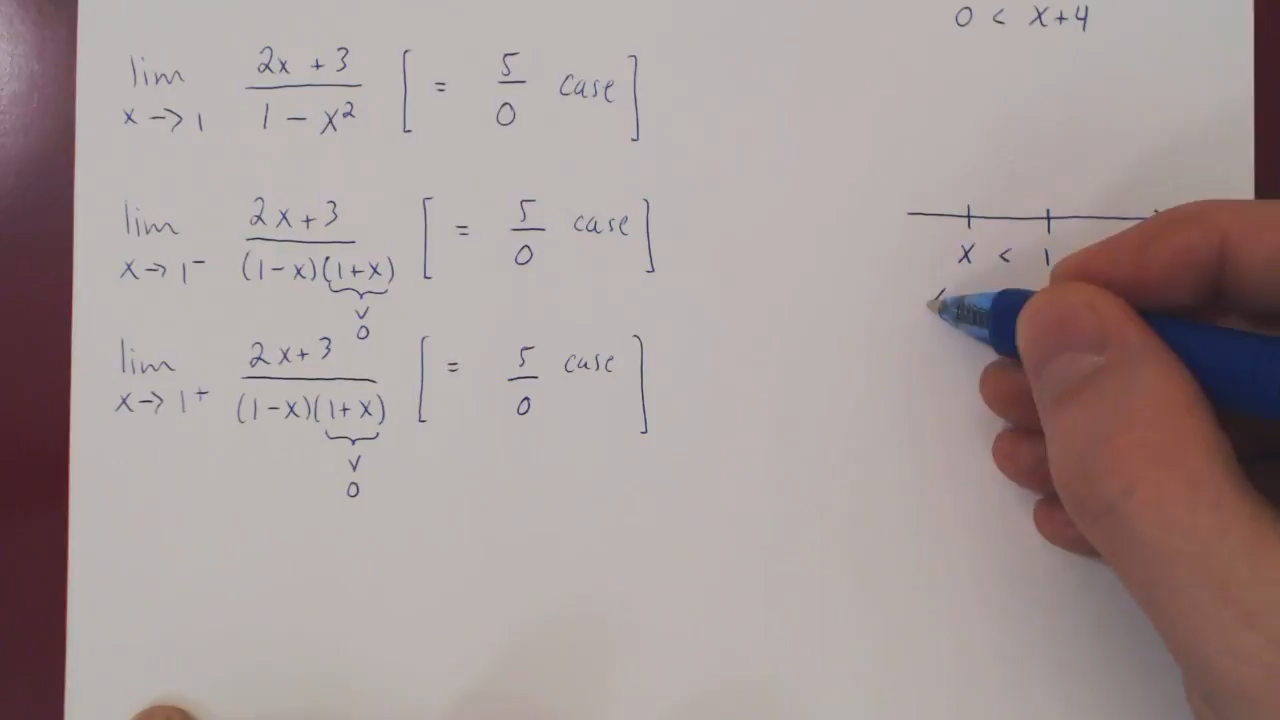 0 < x+4
lim x→1 2x+3 / 1-x² [ = 5/0 case ]
lim x→1⁻ 2x+3 / (1-x)(1+x) [ = 5/0 case ]
v
0
x < 1
lim x→1⁺ 2x+3 / (1-x)(1+x) [ = 5/0 case ]
v
0